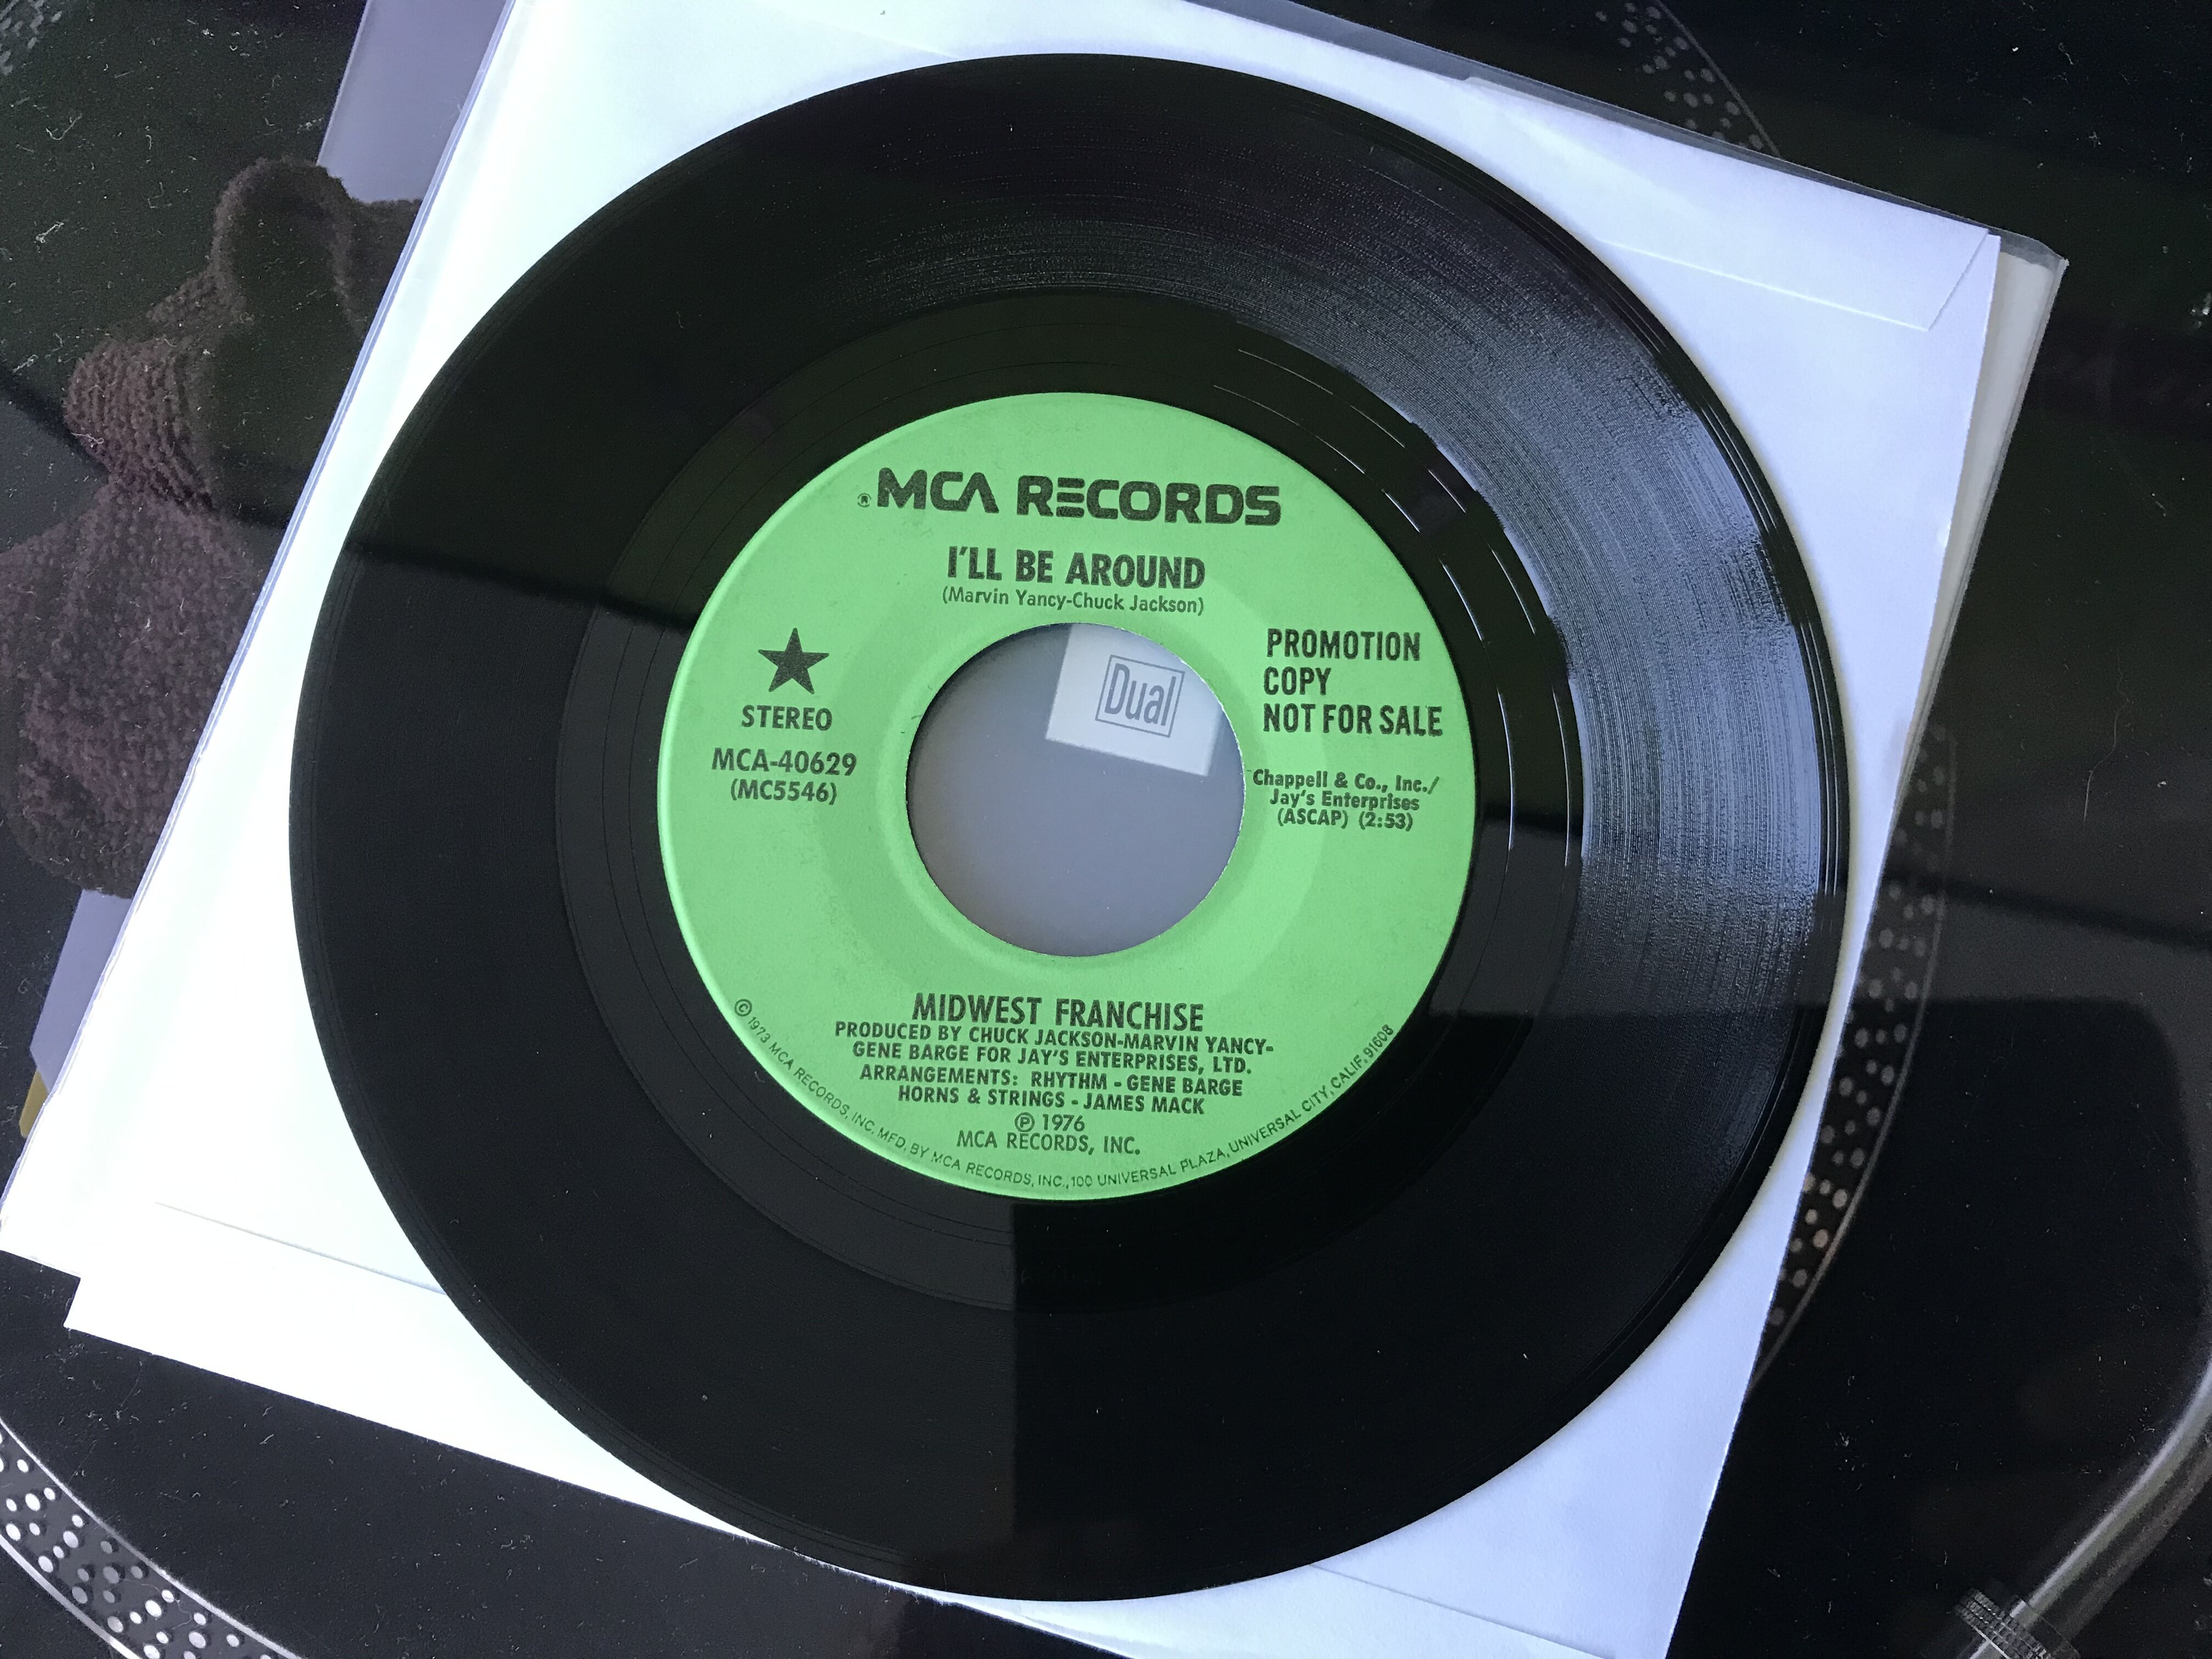 ® MCA RECORDS
I'LL BE AROUND
(Marvin Yancy-Chuck Jackson)
★
STEREO
MCA-40629
(MC5546)
Dual
PROMOTION
COPY
NOT FOR SALE
Chappell & Co., Inc./
Jay's Enterprises
(ASCAP) (2:53)
MIDWEST FRANCHISE
PRODUCED BY CHUCK JACKSON-MARVIN YANCY-
GENE BARGE FOR JAY'S ENTERPRISES, LTD.
ARRANGEMENTS: RHYTHM - GENE BARGE
HORNS & STRINGS - JAMES MACK
℗ 1976
MCA RECORDS, INC.
© 1973 MCA RECORDS, INC. MFD. BY MCA RECORDS, INC., 100 UNIVERSAL PLAZA, UNIVERSAL CITY, CALIF. 91608